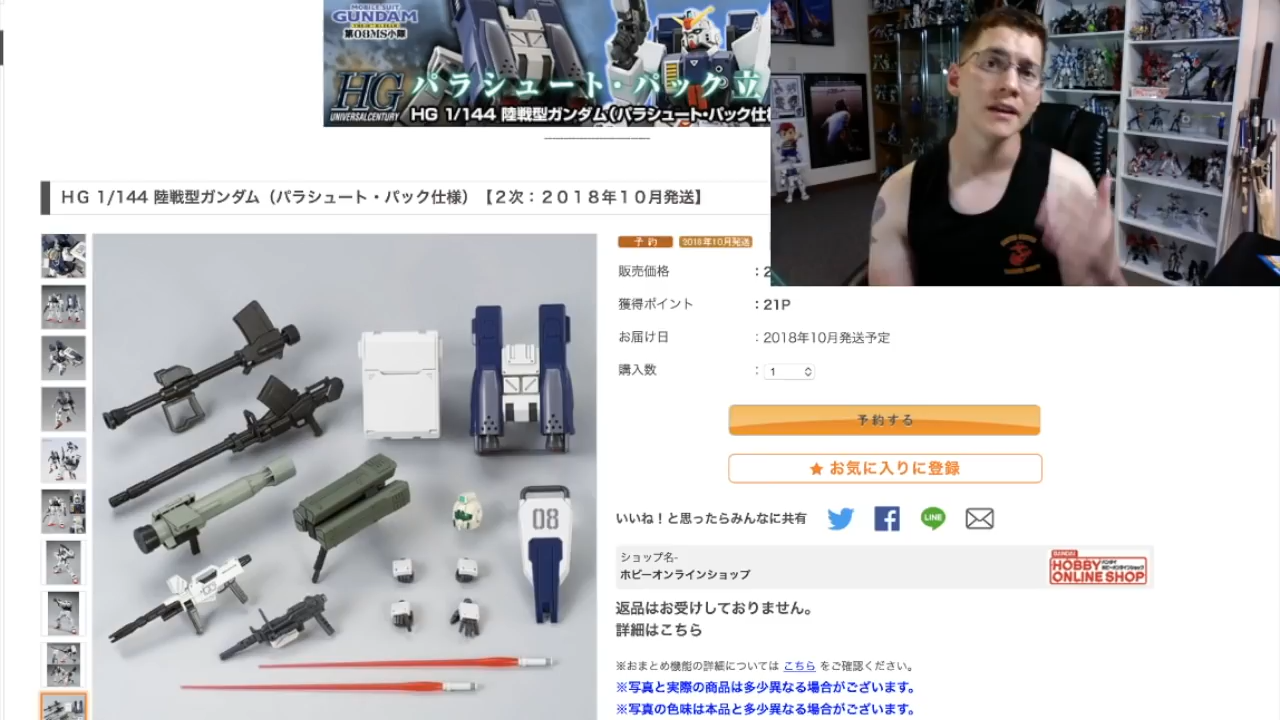 MOBILE SUIT
GUNDAM
第08MS小隊
HG
UNIVERSAL CENTURY
パラシュート・パック立
HG 1/144 陸戦型ガンダム(パラシュート・パック仕
HG 1/144 陸戦型ガンダム（パラシュート・パック仕様）【２次：２０１８年１０月発送】
予約 2018年10月発送
販売価格 : 2
獲得ポイント : 21P
お届け日 : 2018年10月発送予定
購入数 : 1
予約する
★ お気に入りに登録
いいね！と思ったらみんなに共有
LINE
ショップ名-
ホビーオンラインショップ
BANDAI
HOBBY
ONLINE SHOP
返品はお受けしておりません。
詳細はこちら
※おまとめ機能の詳細については こちら をご確認ください。
※写真と実際の商品は多少異なる場合がございます。
※写真の色味は本品と多少異なる場合がございます。
08